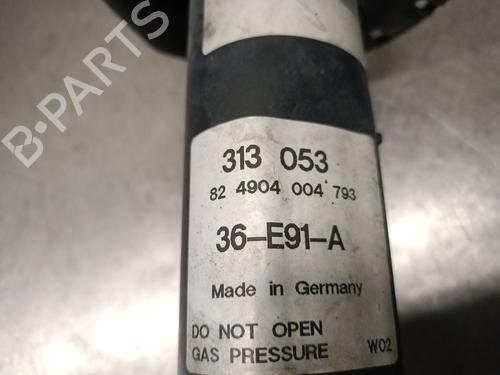 B-PARTS
313 053
82 4904 004 793
36-E91-A
Made in Germany
DO NOT OPEN
GAS PRESSURE W02